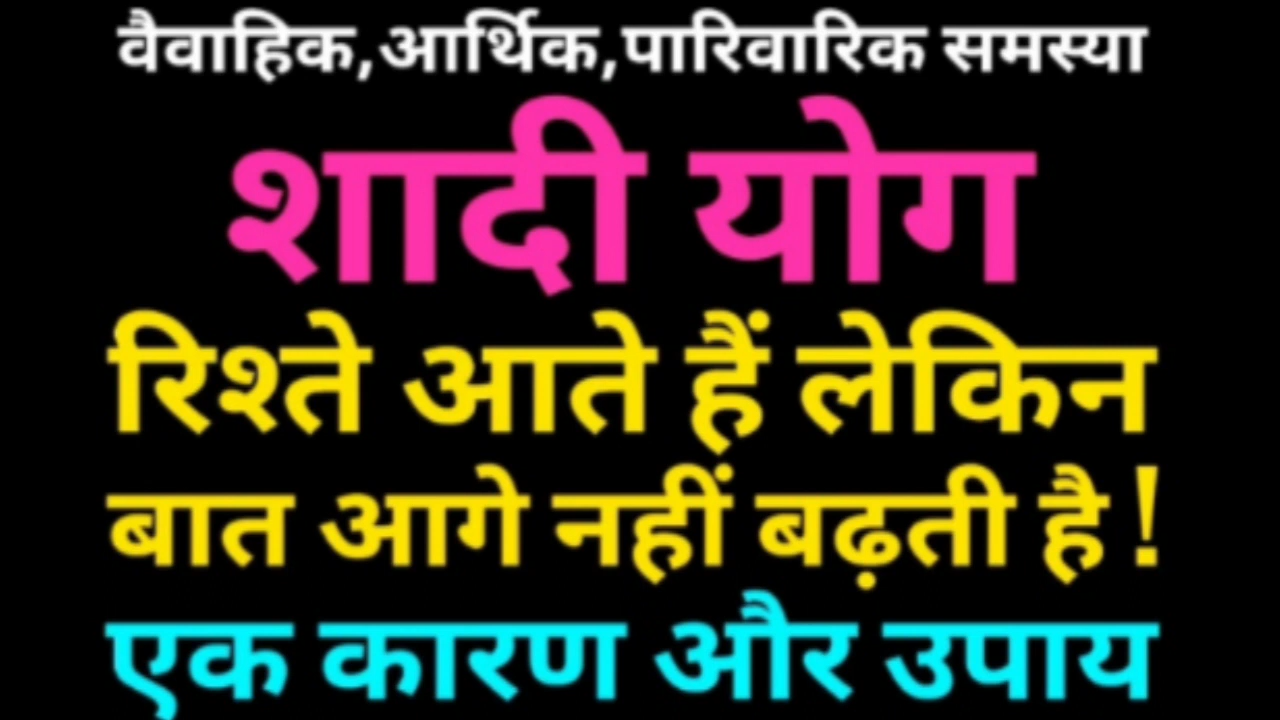 वैवाहिक,आर्थिक,पारिवारिक समस्या
शादी योग
रिश्ते आते हैं लेकिन
बात आगे नहीं बढ़ती है !
एक कारण और उपाय